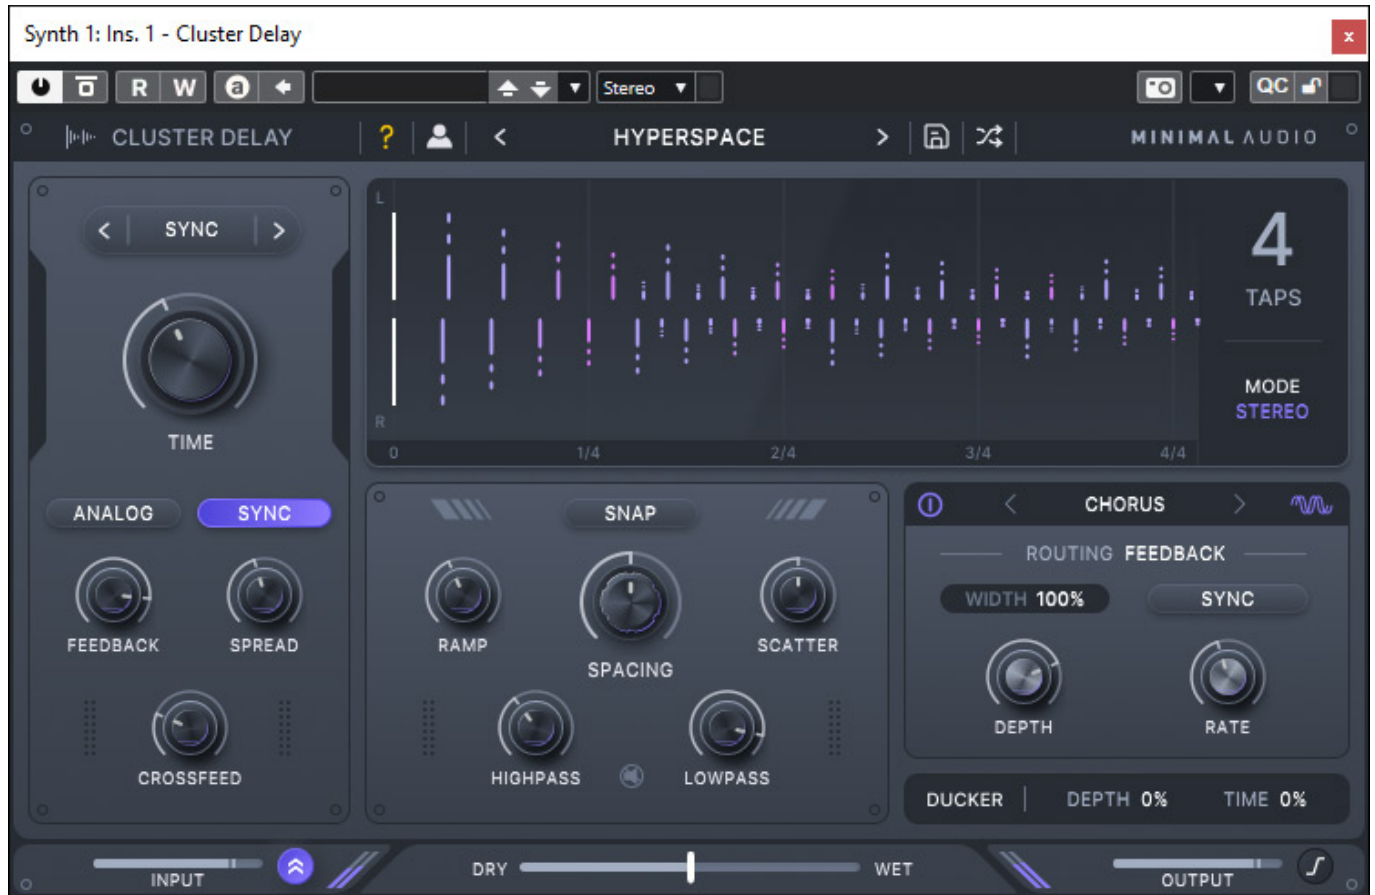 Synth 1: Ins. 1 - Cluster Delay
x
R W a Stereo QC
CLUSTER DELAY ? < HYPERSPACE > MINIMAL AUDIO
< SYNC >
TIME
ANALOG SYNC
FEEDBACK SPREAD
CROSSFEED
L
R
0 1/4 2/4 3/4 4/4
4
TAPS
MODE
STEREO
SNAP
RAMP SPACING SCATTER
HIGHPASS LOWPASS
< CHORUS >
ROUTING FEEDBACK
WIDTH 100% SYNC
DEPTH RATE
DUCKER DEPTH 0% TIME 0%
INPUT DRY WET OUTPUT